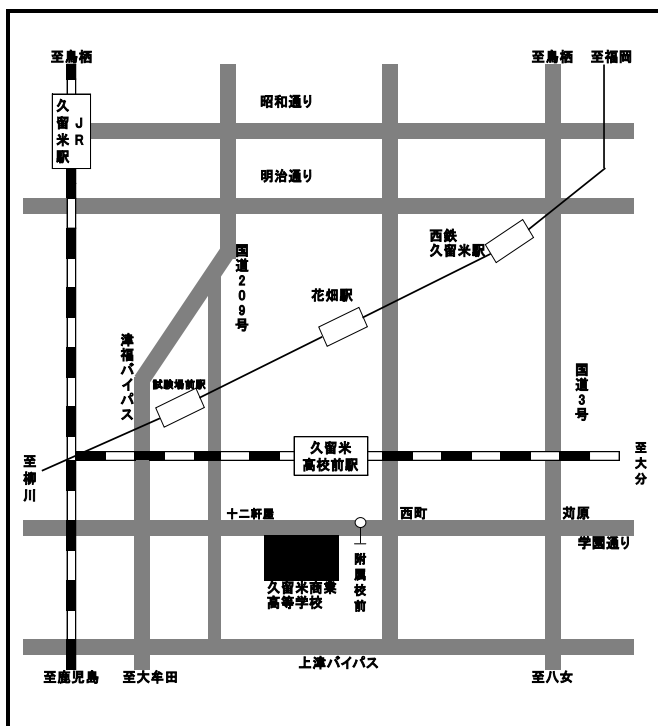 至鳥栖
至鳥栖
至福岡
久留米駅
JR
昭和通り
明治通り
西鉄
久留米駅
国道209号
花畑駅
津福バイパス
試験場前駅
国道3号
久留米
高校前駅
至柳川
至大分
十二軒屋
西町
苅原
学園通り
附属校前
久留米商業
高等学校
上津バイパス
至鹿児島
至大牟田
至八女